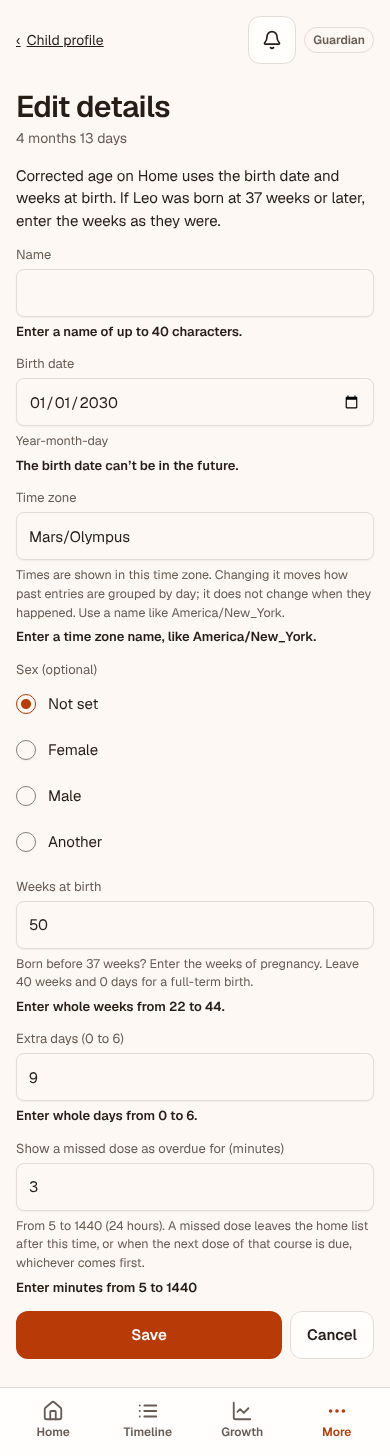 ‹ Child profile
Guardian
Edit details
4 months 13 days
Corrected age on Home uses the birth date and
weeks at birth. If Leo was born at 37 weeks or later,
enter the weeks as they were.
Name
Enter a name of up to 40 characters.
Birth date
01/01/2030
Year-month-day
The birth date can’t be in the future.
Time zone
Mars/Olympus
Times are shown in this time zone. Changing it moves how
past entries are grouped by day; it does not change when they
happened. Use a name like America/New_York.
Enter a time zone name, like America/New_York.
Sex (optional)
Not set
Female
Male
Another
Weeks at birth
50
Born before 37 weeks? Enter the weeks of pregnancy. Leave
40 weeks and 0 days for a full-term birth.
Enter whole weeks from 22 to 44.
Extra days (0 to 6)
9
Enter whole days from 0 to 6.
Show a missed dose as overdue for (minutes)
3
From 5 to 1440 (24 hours). A missed dose leaves the home list
after this time, or when the next dose of that course is due,
whichever comes first.
Enter minutes from 5 to 1440
Save
Cancel
Home
Timeline
Growth
More